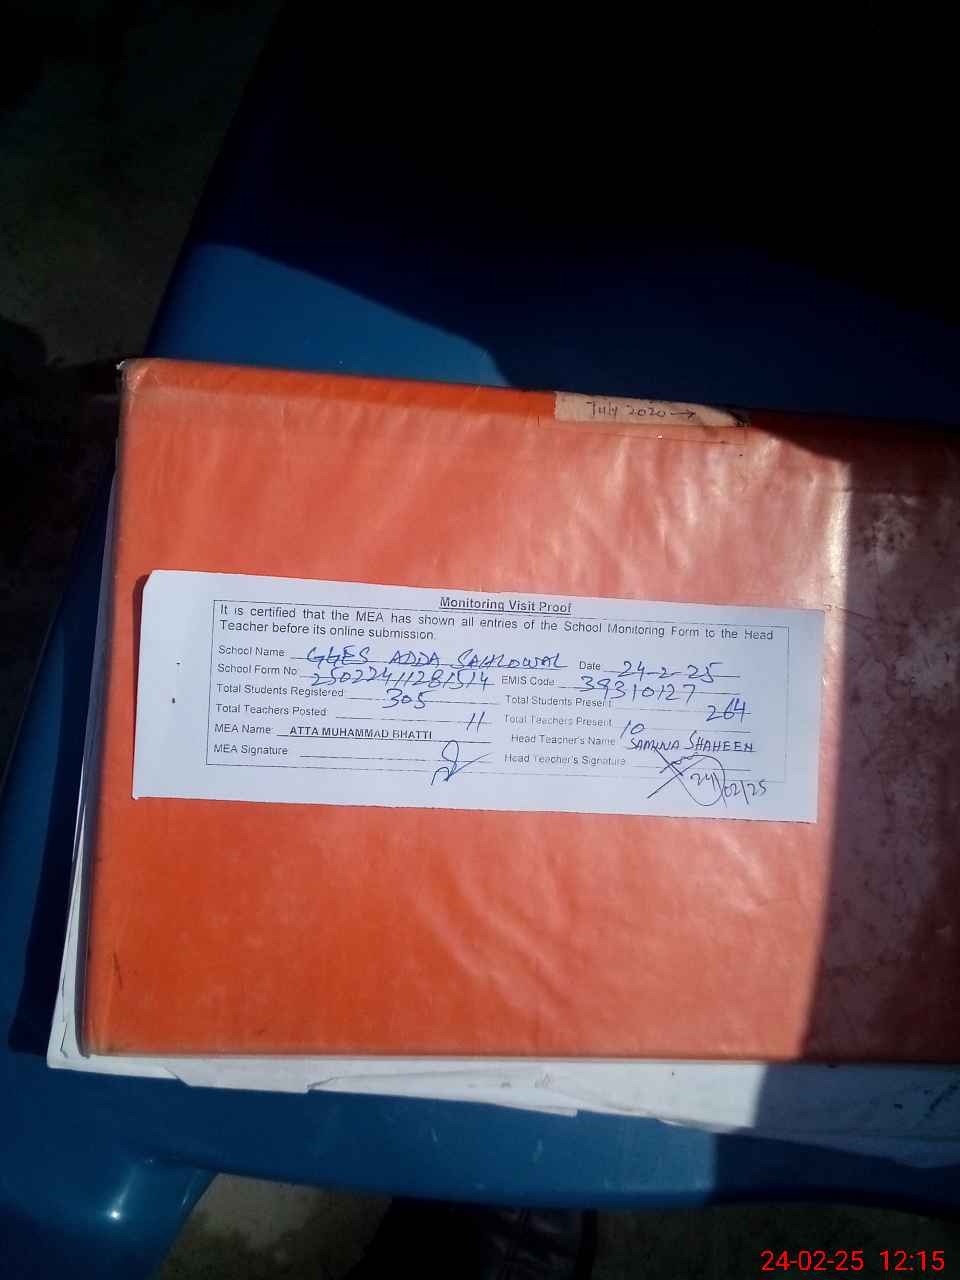 July 2020 →
Monitoring Visit Proof
It is certified that the MEA has shown all entries of the School Monitoring Form to the Head
Teacher before its online submission.
School Name GGES ADDA SAHLOWAL Date 24-2-25
School Form No. 25022411281514 EMIS Code 39310127
Total Students Registered: 305 Total Students Present: 264
Total Teachers Posted: 11 Total Teachers Present 10
MEA Name: ATTA MUHAMMAD BHATTI Head Teacher's Name SAMINA SHAHEEN
MEA Signature: Head Teacher's Signature:
24/02/25
24-02-25 12:15